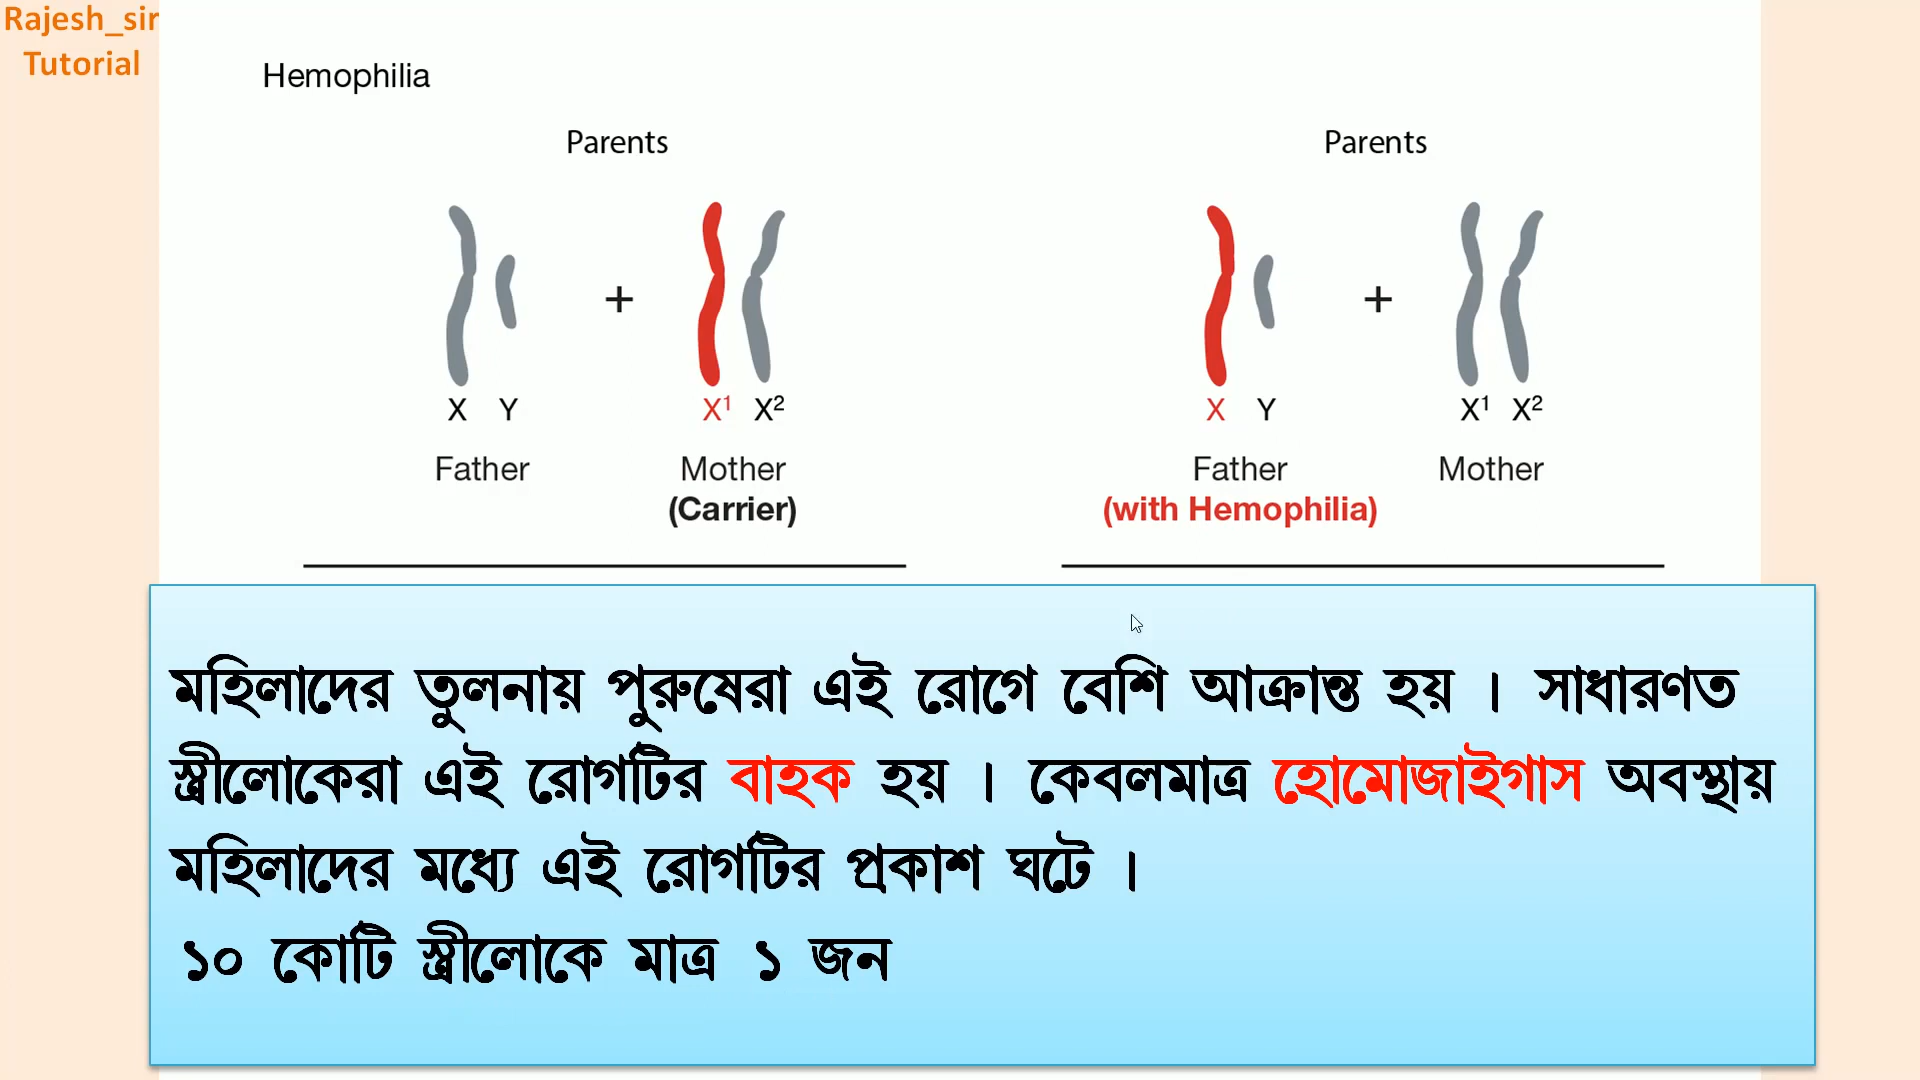 Rajesh_sir
Tutorial
Hemophilia
Parents
Parents
+
+
X Y
X¹ X²
X Y
X¹ X²
Father
Mother
Father
Mother
(Carrier)
(with Hemophilia)
মহিলাদের তুলনায় পুরুষেরা এই রোগে বেশি আক্রান্ত হয় । সাধারণত
স্ত্রীলোকেরা এই রোগটির বাহক হয় । কেবলমাত্র হোমোজাইগাস অবস্থায়
মহিলাদের মধ্যে এই রোগটির প্রকাশ ঘটে ।
১০ কোটি স্ত্রীলোকে মাত্র ১ জন